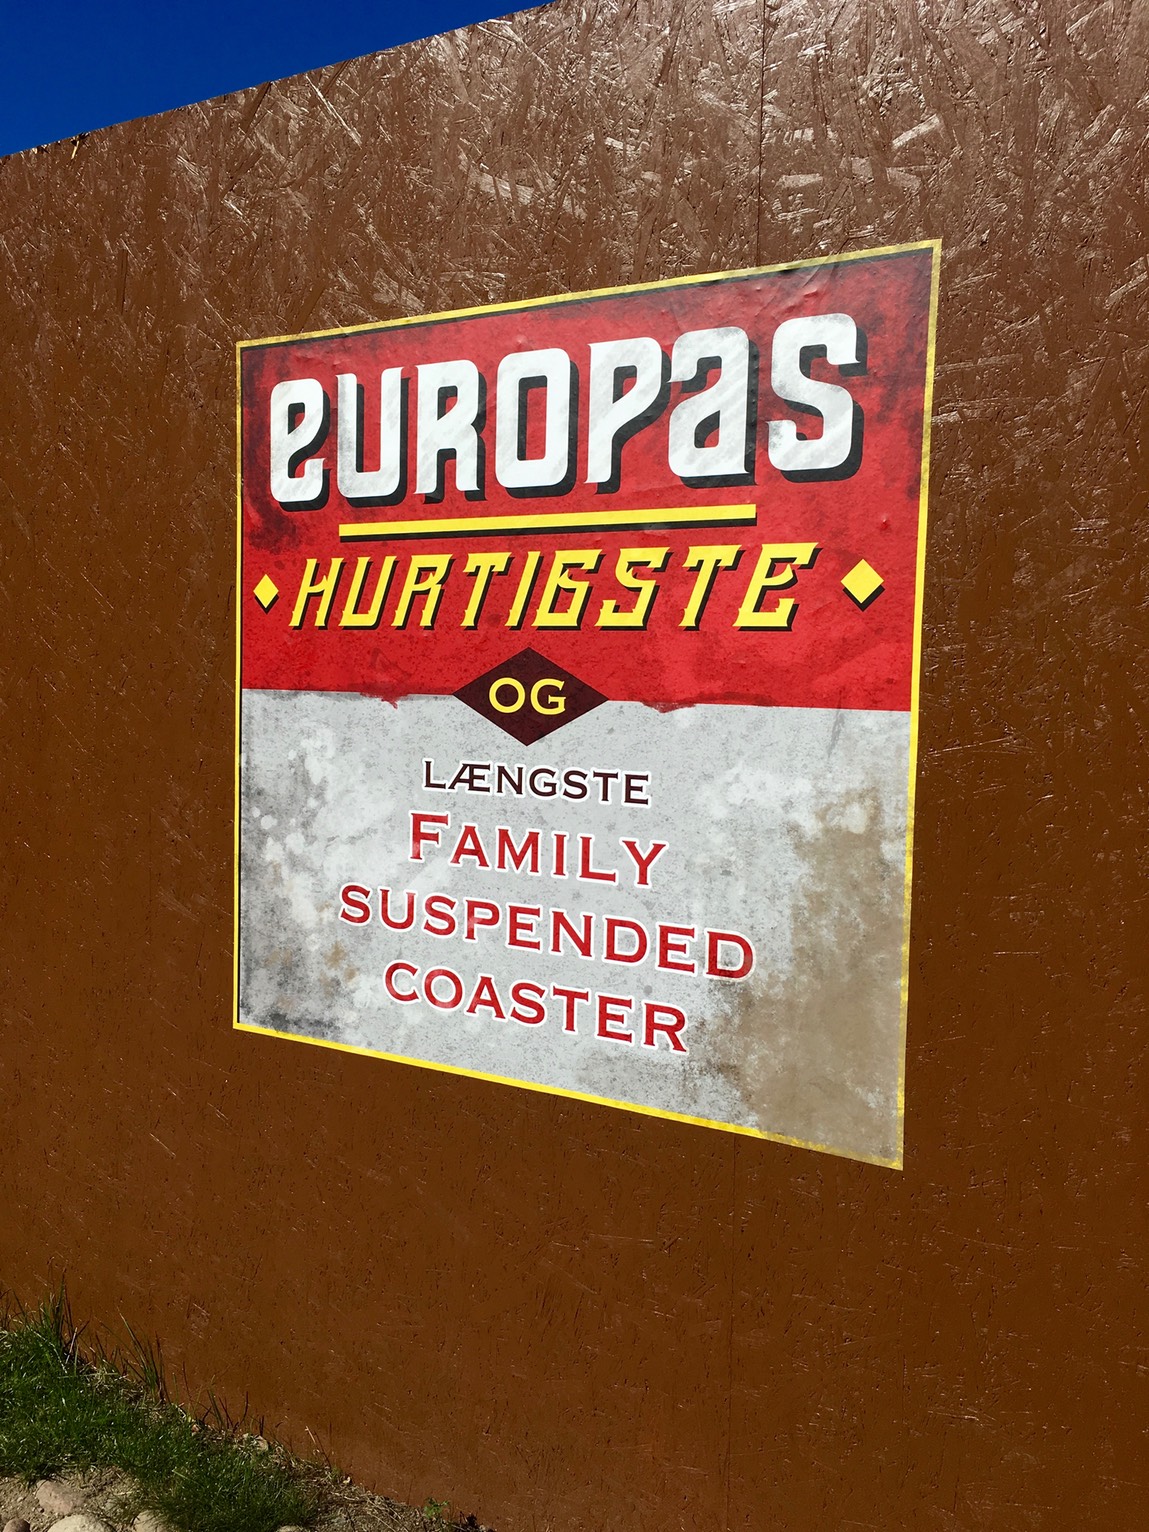 EUROPAS
HURTIGSTE
OG
LÆNGSTE
FAMILY
SUSPENDED
COASTER